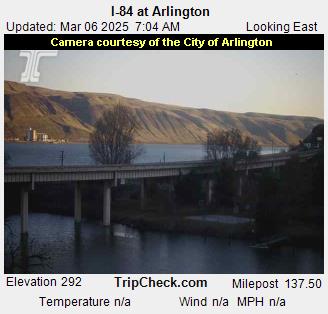 I-84 at Arlington
Updated: Mar 06 2025 7:04 AM Looking East
Camera courtesy of the City of Arlington
Elevation 292 TripCheck.com Milepost 137.50
Temperature n/a Wind n/a MPH n/a